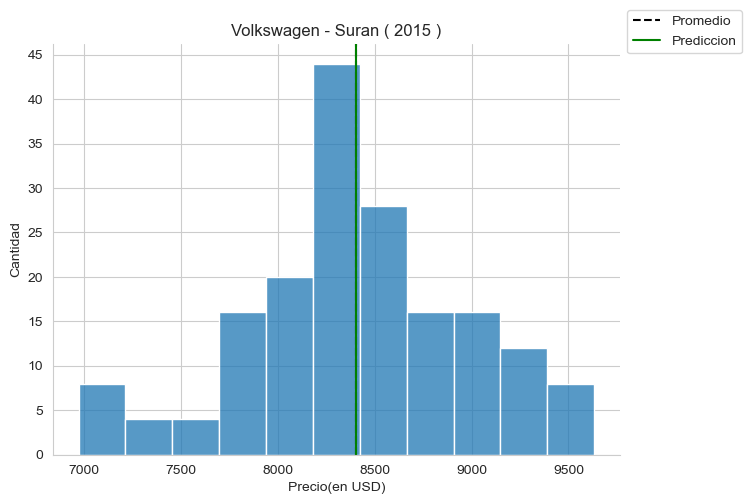 Volkswagen - Suran ( 2015 )
Promedio
Prediccion
45
40
35
30
25
20
15
10
5
0
Cantidad
7000 7500 8000 8500 9000 9500
Precio(en USD)